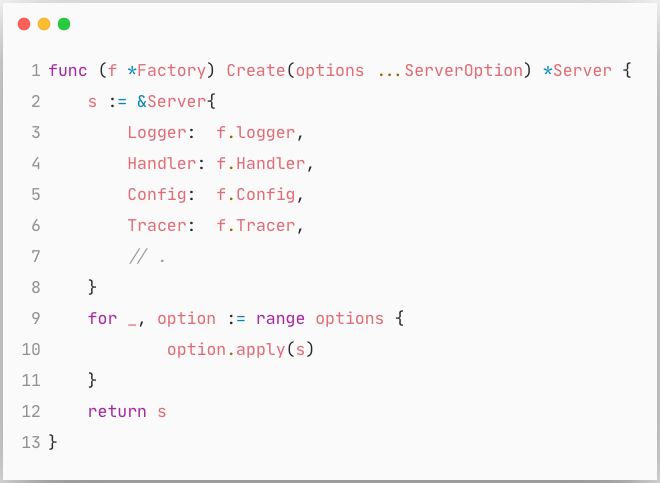 1 func (f *Factory) Create(options ...ServerOption) *Server {
2     s := &Server{
3         Logger:  f.logger,
4         Handler: f.Handler,
5         Config:  f.Config,
6         Tracer:  f.Tracer,
7         // .
8     }
9     for _, option := range options {
10             option.apply(s)
11     }
12     return s
13 }